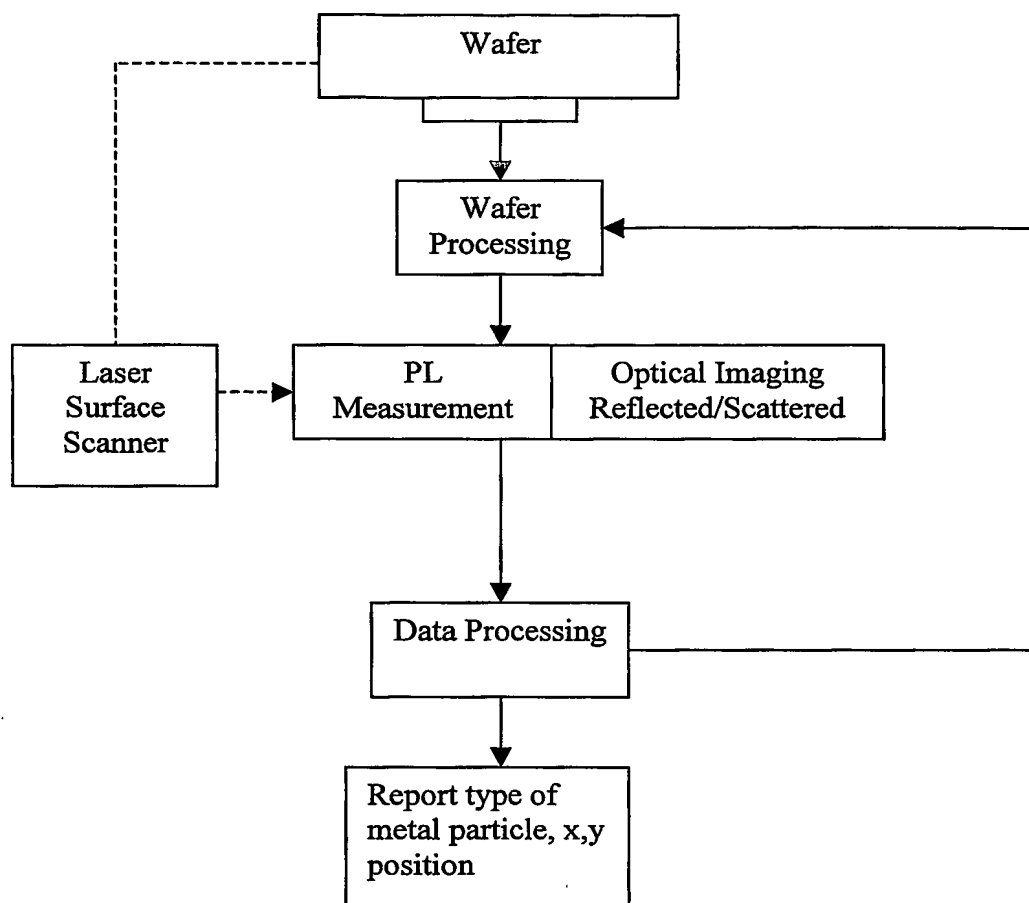 Wafer
Wafer
Processing
Laser
Surface
Scanner
PL
Measurement
Optical Imaging
Reflected/Scattered
Data Processing
Report type of
metal particle, x,y
position